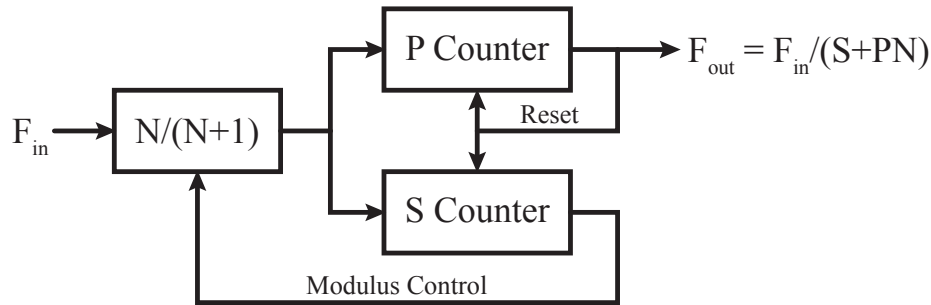 P Counter
F_out = F_in/(S+PN)
Reset
F_in
N/(N+1)
S Counter
Modulus Control